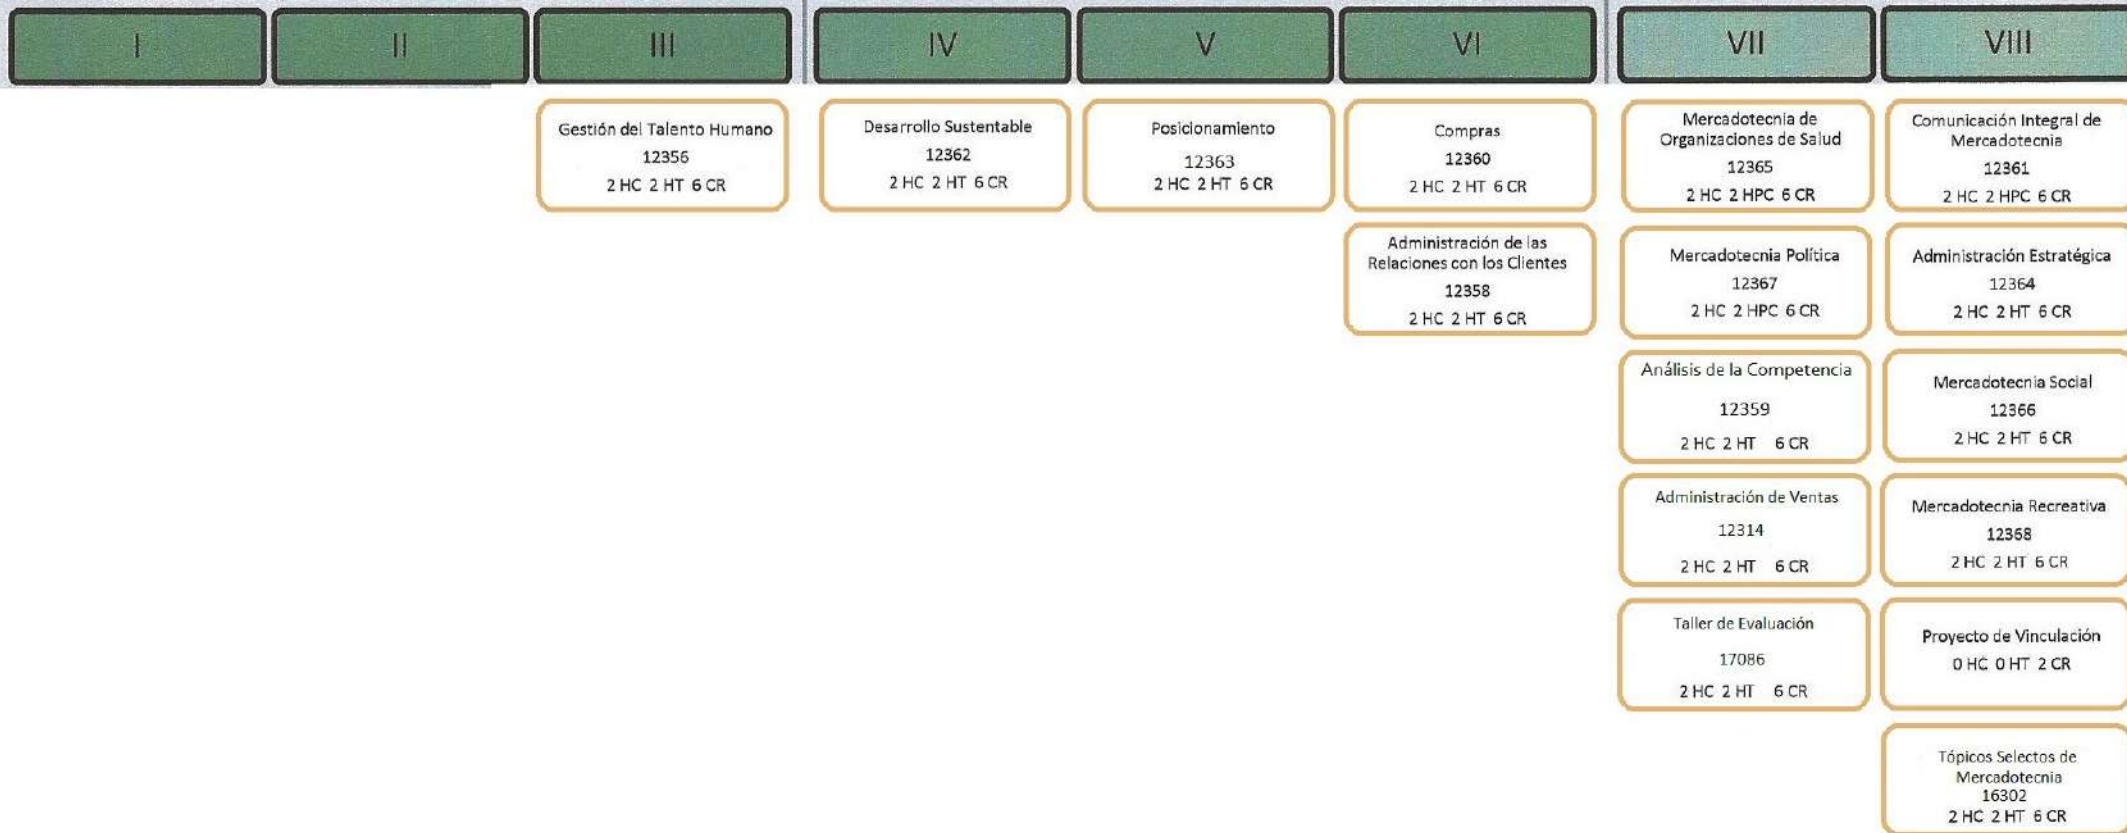 I
II
III
IV
V
VI
VII
VIII
Gestión del Talento Humano
12356
2 HC 2 HT 6 CR
Desarrollo Sustentable
12362
2 HC 2 HT 6 CR
Posicionamiento
12363
2 HC 2 HT 6 CR
Compras
12360
2 HC 2 HT 6 CR
Administración de las
Relaciones con los Clientes
12358
2 HC 2 HT 6 CR
Mercadotecnia de
Organizaciones de Salud
12365
2 HC 2 HPC 6 CR
Mercadotecnia Política
12367
2 HC 2 HPC 6 CR
Análisis de la Competencia
12359
2 HC 2 HT 6 CR
Administración de Ventas
12314
2 HC 2 HT 6 CR
Taller de Evaluación
17086
2 HC 2 HT 6 CR
Comunicación Integral de
Mercadotecnia
12361
2 HC 2 HPC 6 CR
Administración Estratégica
12364
2 HC 2 HT 6 CR
Mercadotecnia Social
12366
2 HC 2 HT 6 CR
Mercadotecnia Recreativa
12368
2 HC 2 HT 6 CR
Proyecto de Vinculación
0 HC 0 HT 2 CR
Tópicos Selectos de
Mercadotecnia
16302
2 HC 2 HT 6 CR